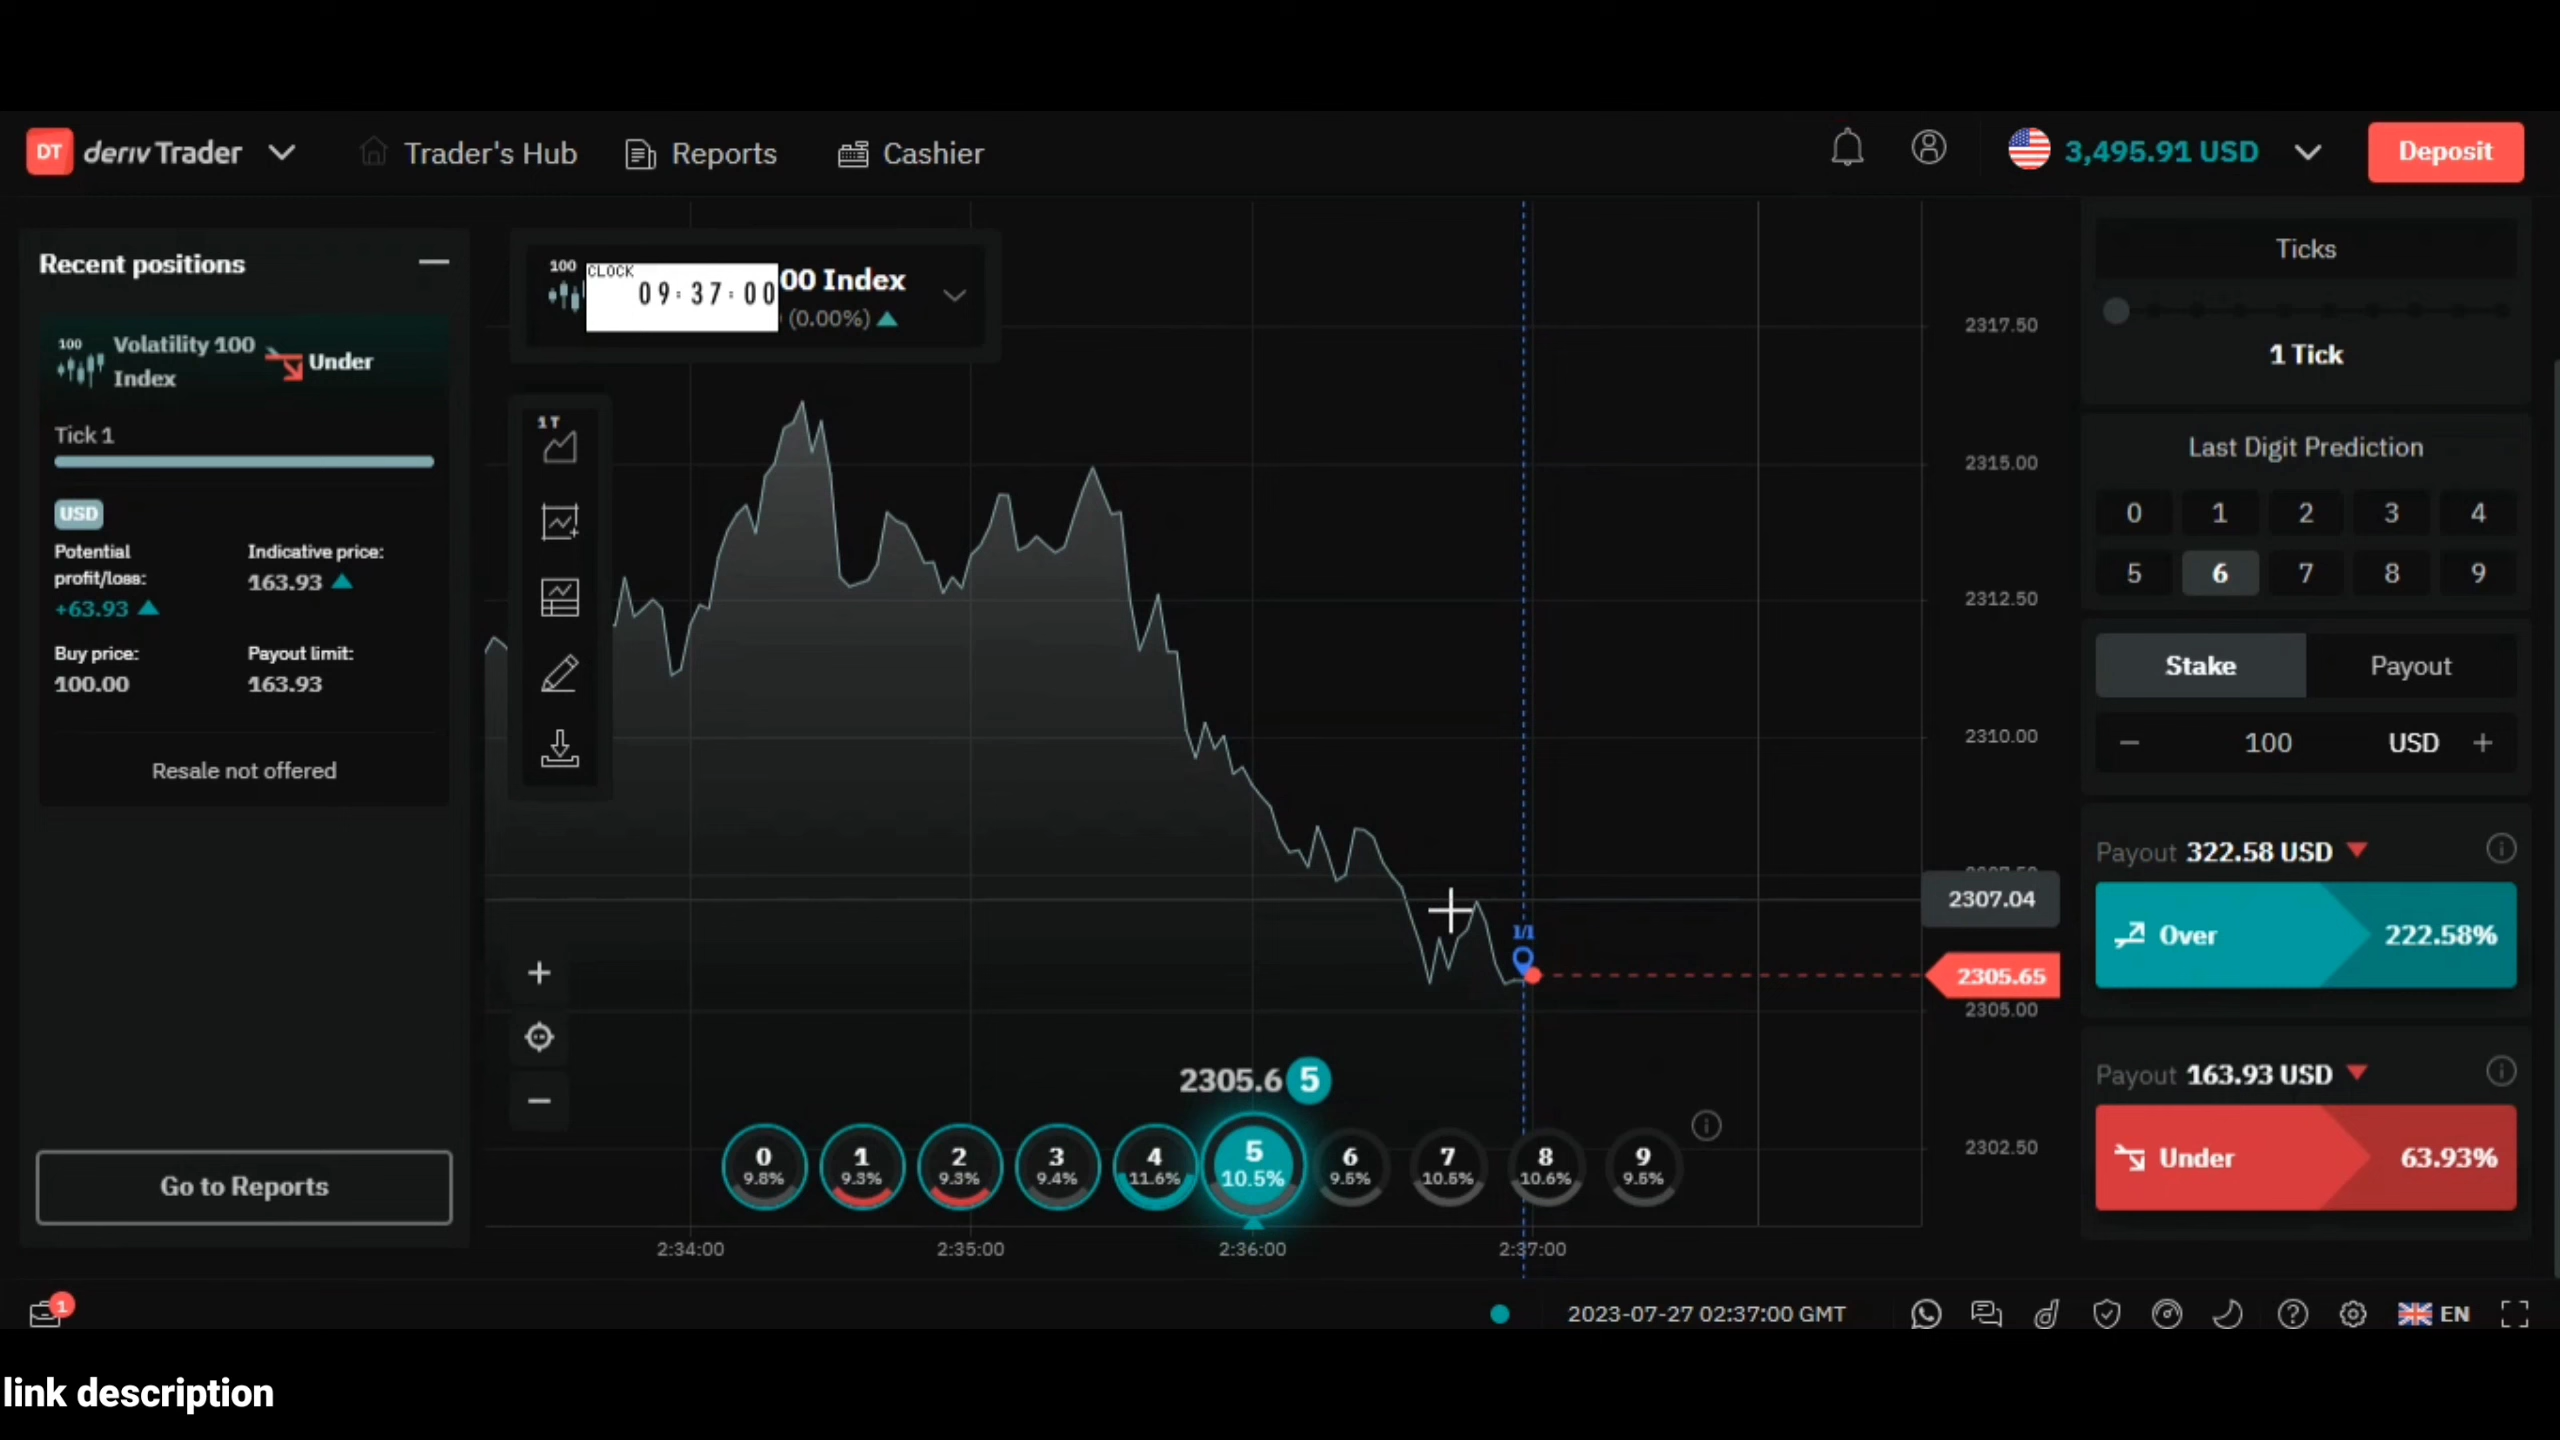 DT deriv Trader
Trader's Hub
Reports
Cashier
3,495.91 USD
Deposit
Recent positions
100
Volatility 100
Index
Under
Tick 1
USD
Potential
profit/loss:
+63.93
Indicative price:
163.93
Buy price:
100.00
Payout limit:
163.93
Resale not offered
Go to Reports
100
CLOCK
09:37:00
00 Index
(0.00%)
1T
2317.50
2315.00
2312.50
2310.00
2307.04
2305.65
2305.00
2302.50
1/1
2305.6 5
0 1 2 3 4 5 6 7 8 9
9.8% 9.3% 9.3% 9.4% 11.6% 10.5% 9.5% 10.5% 10.6% 9.5%
2:34:00 2:35:00 2:36:00 2:37:00
Ticks
1 Tick
Last Digit Prediction
0 1 2 3 4
5 6 7 8 9
Stake Payout
− 100 USD +
Payout 322.58 USD
Over 222.58%
Payout 163.93 USD
Under 63.93%
1
2023-07-27 02:37:00 GMT
EN
link description